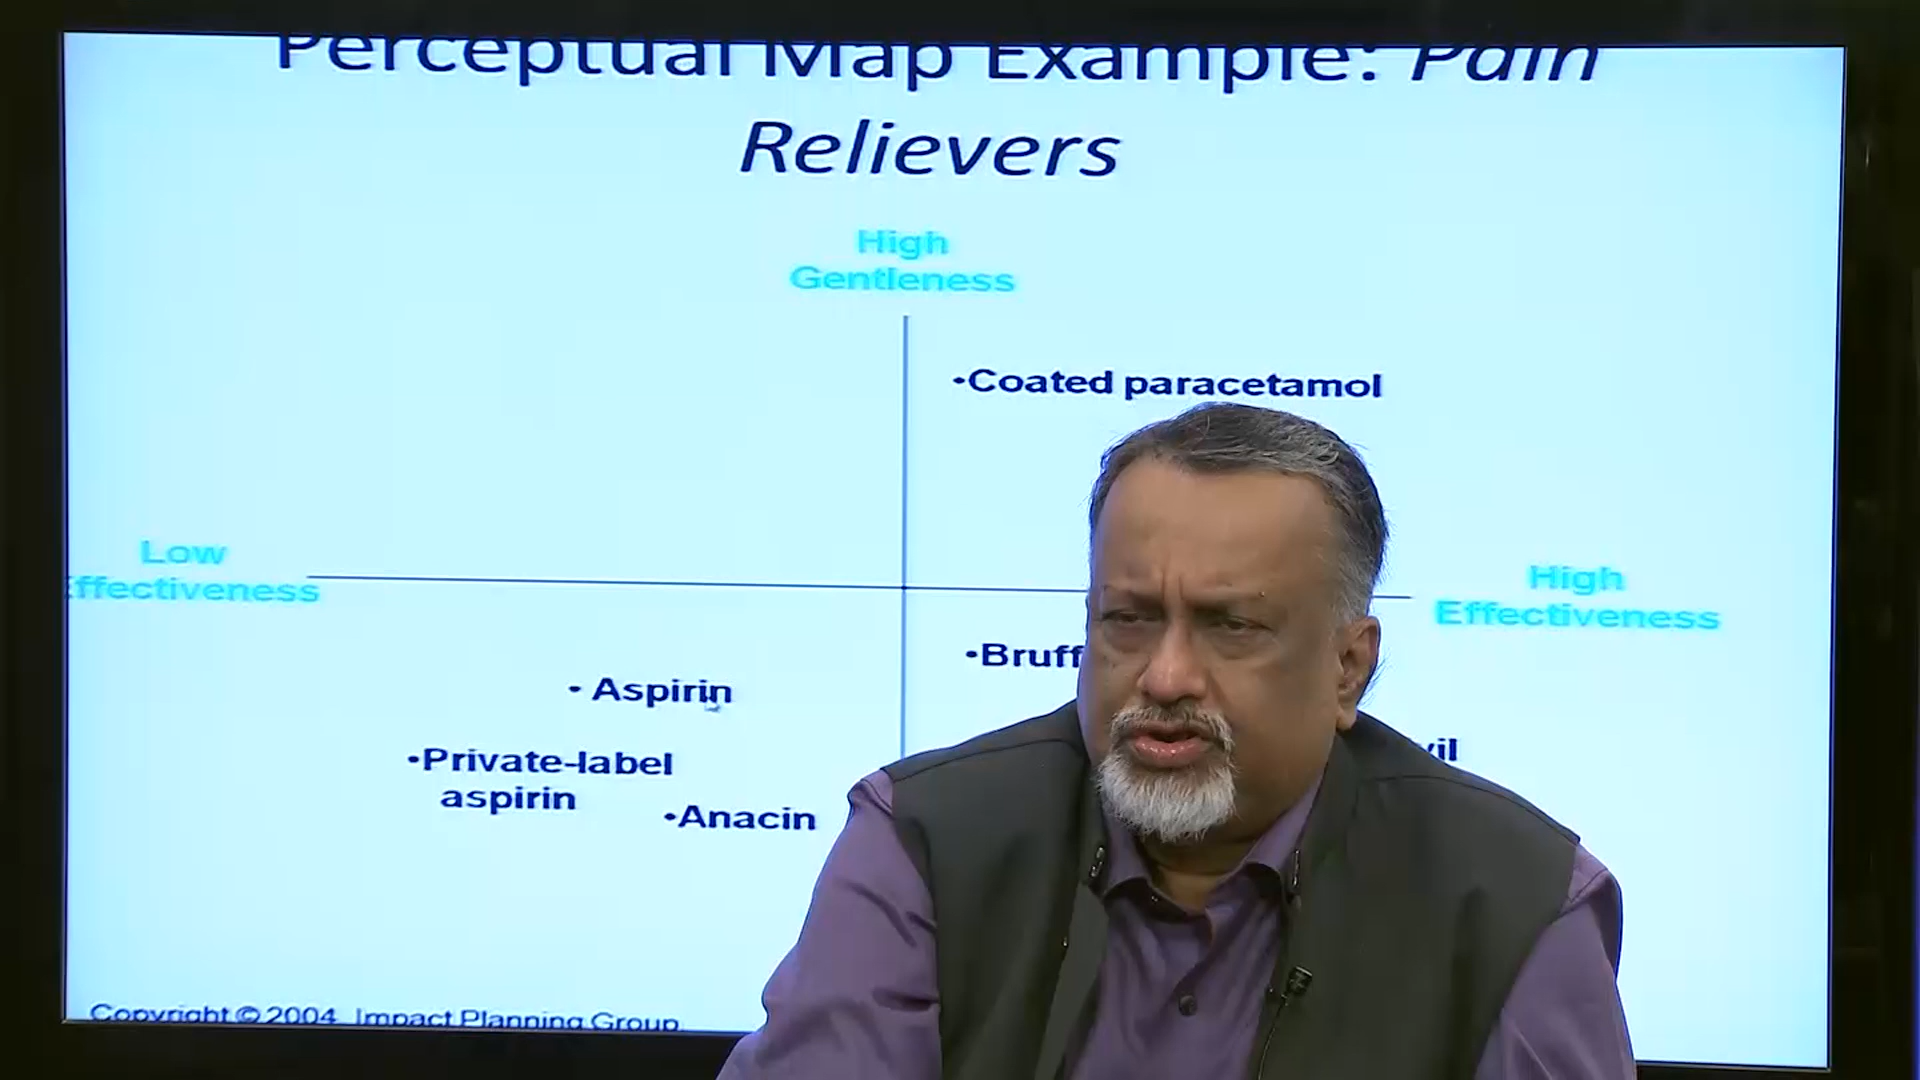 Perceptual Map Example: Pain
Relievers
High
Gentleness
•Coated paracetamol
Low
ffectiveness
High
Effectiveness
•Bruff
• Aspirin
vil
•Private-label
aspirin
•Anacin
Copyright © 2004 Impact Planning Group